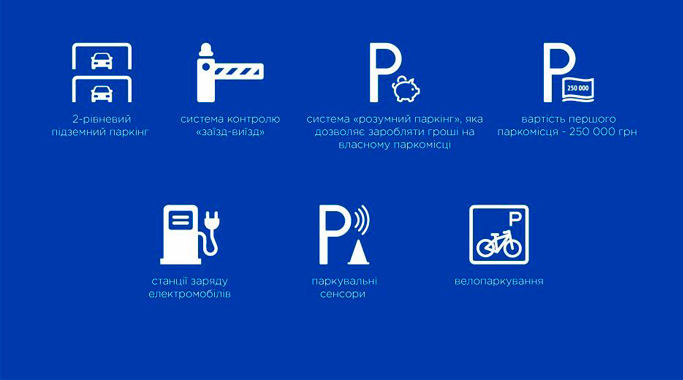 P
P
250 000
2-рівневий
підземний паркінг
система контролю
«заїзд-виїзд»
система «розумний паркінг», яка
дозволяє заробляти гроші на
власному паркомісці
вартість першого
паркомісця - 250 000 грн
P
P
станції заряду
електромобілів
паркувальні
сенсори
велопаркування